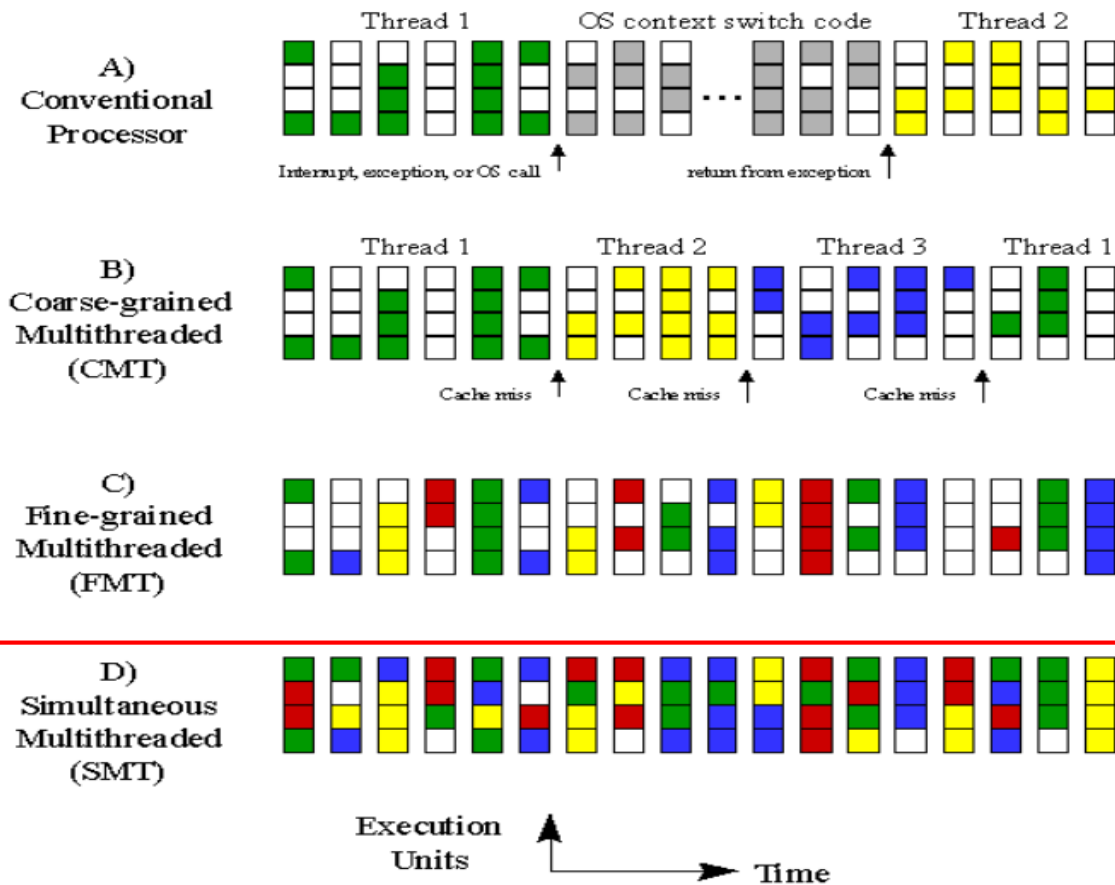 Thread 1 OS context switch code Thread 2
A)
Conventional
Processor
...
Interrupt, exception, or OS call return from exception
Thread 1 Thread 2 Thread 3 Thread 1
B)
Coarse-grained
Multithreaded
(CMT)
Cache miss Cache miss Cache miss
C)
Fine-grained
Multithreaded
(FMT)
D)
Simultaneous
Multithreaded
(SMT)
Execution
Units
Time